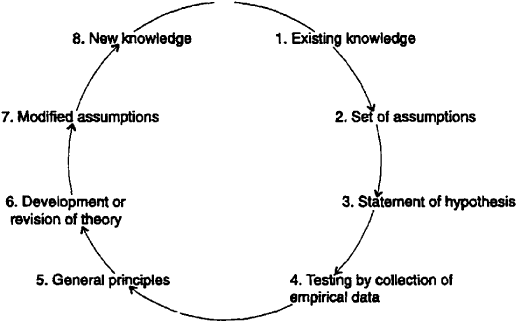 1. Existing knowledge
2. Set of assumptions
3. Statement of hypothesis
4. Testing by collection of
empirical data
5. General principles
6. Development or
revision of theory
7. Modified assumptions
8. New knowledge